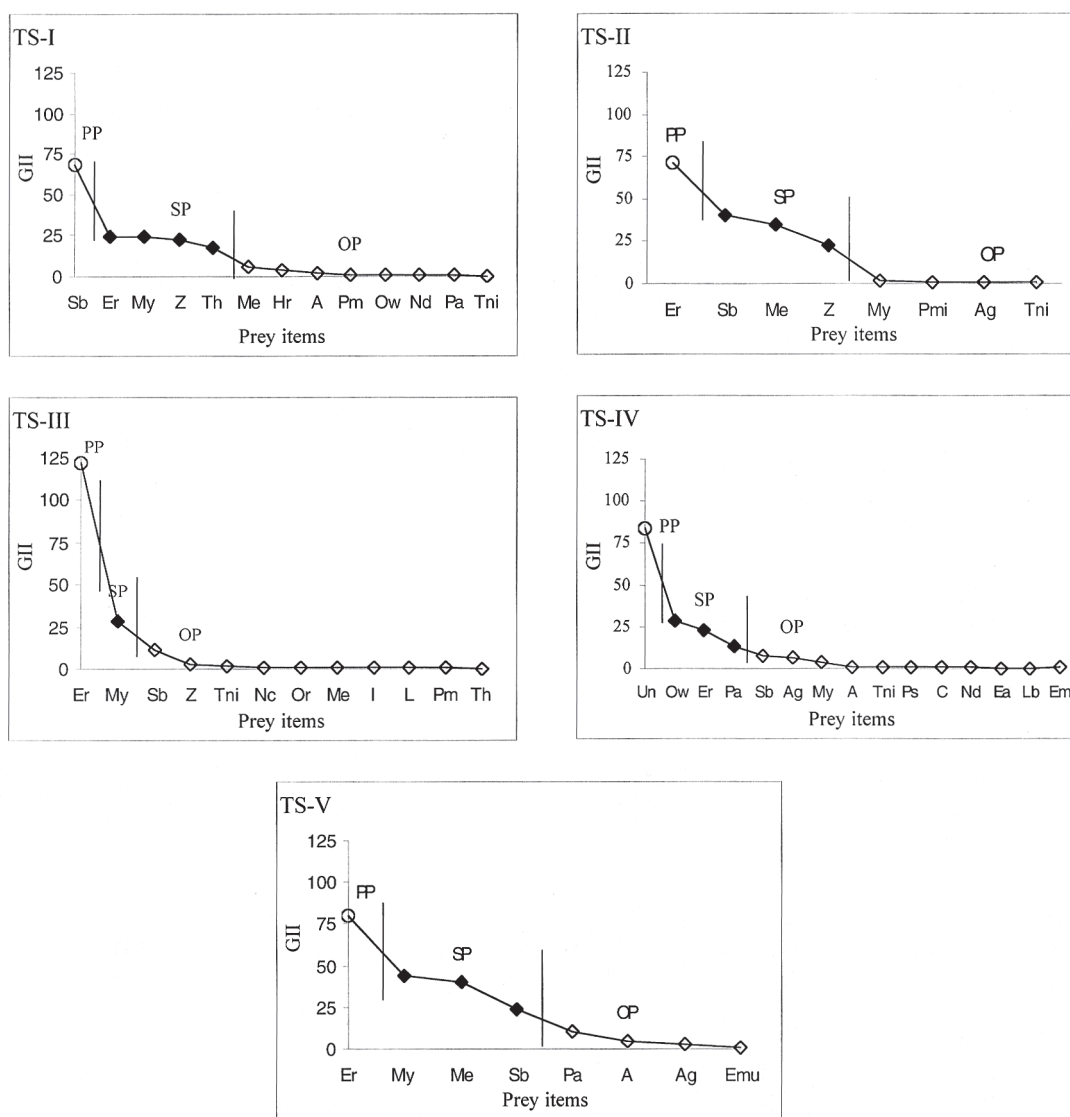 TS-I
125
100
75
50
25
0
GII
PP
SP
OP
Sb Er My Z Th Me Hr A Pm Ow Nd Pa Tni
Prey items
TS-II
125
100
75
50
25
0
GII
PP
SP
OP
Er Sb Me Z My Pmi Ag Tni
Prey items
TS-III
125
100
75
50
25
0
GII
PP
SP
OP
Er My Sb Z Tni Nc Or Me I L Pm Th
Prey items
TS-IV
125
100
75
50
25
0
GII
PP
SP
OP
Un Ow Er Pa Sb Ag My A Tni Ps C Nd Ea Lb Em
Prey items
TS-V
125
100
75
50
25
0
GII
PP
SP
OP
Er My Me Sb Pa A Ag Emu
Prey items